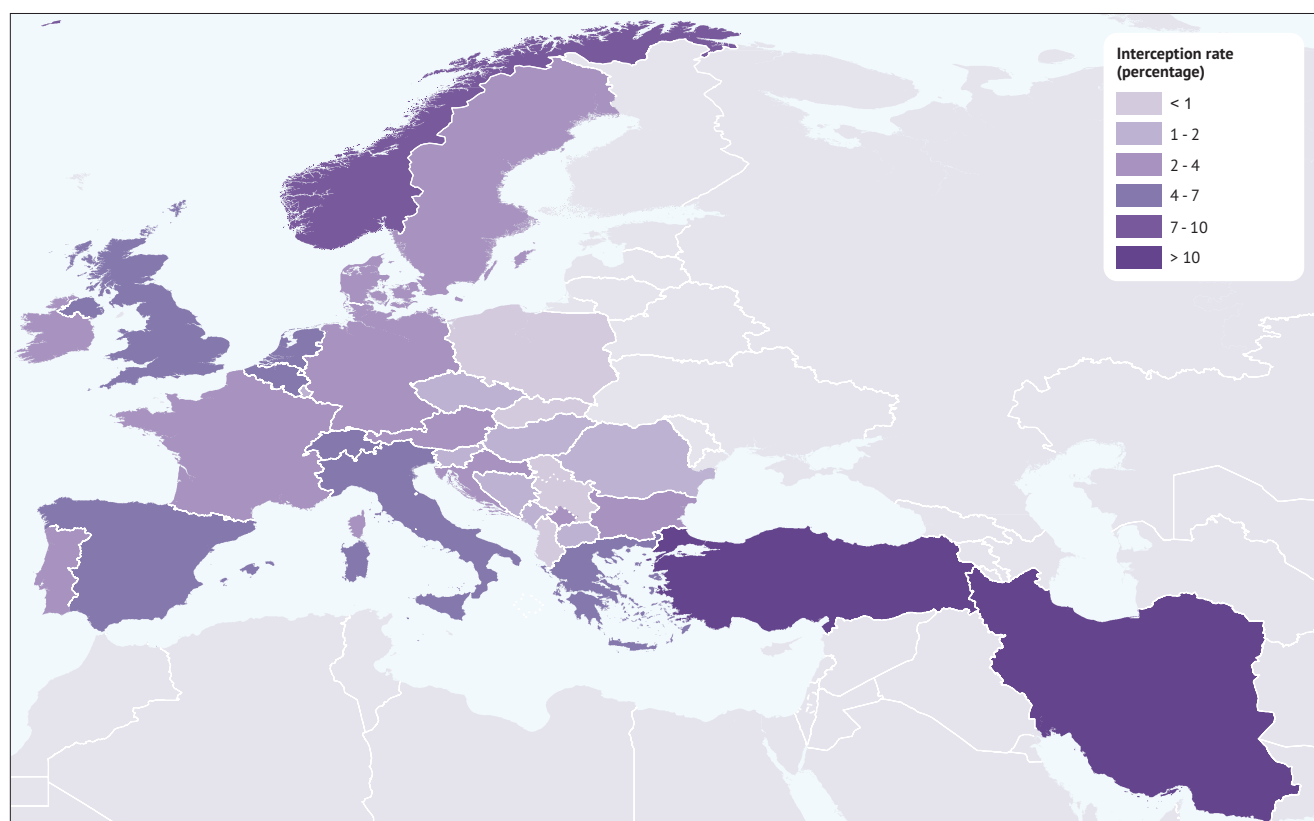 Interception rate
(percentage)
< 1
1 - 2
2 - 4
4 - 7
7 - 10
> 10